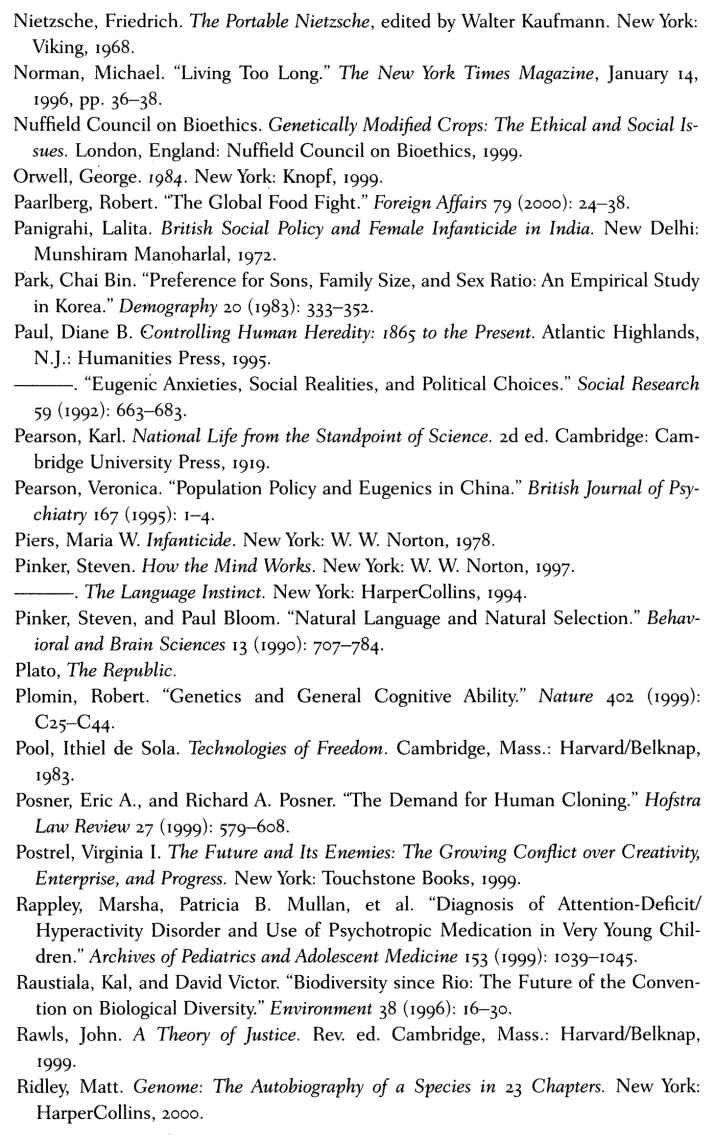 Nietzsche, Friedrich. The Portable Nietzsche, edited by Walter Kaufmann. New York:
Viking, 1968.
Norman, Michael. “Living Too Long.” The New York Times Magazine, January 14,
1996, pp. 36–38.
Nuffield Council on Bioethics. Genetically Modified Crops: The Ethical and Social Is-
sues. London, England: Nuffield Council on Bioethics, 1999.
Orwell, George. 1984. New York: Knopf, 1999.
Paarlberg, Robert. “The Global Food Fight.” Foreign Affairs 79 (2000): 24–38.
Panigrahi, Lalita. British Social Policy and Female Infanticide in India. New Delhi:
Munshiram Manoharlal, 1972.
Park, Chai Bin. “Preference for Sons, Family Size, and Sex Ratio: An Empirical Study
in Korea.” Demography 20 (1983): 333–352.
Paul, Diane B. Controlling Human Heredity: 1865 to the Present. Atlantic Highlands,
N.J.: Humanities Press, 1995.
———. “Eugenic Anxieties, Social Realities, and Political Choices.” Social Research
59 (1992): 663–683.
Pearson, Karl. National Life from the Standpoint of Science. 2d ed. Cambridge: Cam-
bridge University Press, 1919.
Pearson, Veronica. “Population Policy and Eugenics in China.” British Journal of Psy-
chiatry 167 (1995): 1–4.
Piers, Maria W. Infanticide. New York: W. W. Norton, 1978.
Pinker, Steven. How the Mind Works. New York: W. W. Norton, 1997.
———. The Language Instinct. New York: HarperCollins, 1994.
Pinker, Steven, and Paul Bloom. “Natural Language and Natural Selection.” Behav-
ioral and Brain Sciences 13 (1990): 707–784.
Plato, The Republic.
Plomin, Robert. “Genetics and General Cognitive Ability.” Nature 402 (1999):
C25–C44.
Pool, Ithiel de Sola. Technologies of Freedom. Cambridge, Mass.: Harvard/Belknap,
1983.
Posner, Eric A., and Richard A. Posner. “The Demand for Human Cloning.” Hofstra
Law Review 27 (1999): 579–608.
Postrel, Virginia I. The Future and Its Enemies: The Growing Conflict over Creativity,
Enterprise, and Progress. New York: Touchstone Books, 1999.
Rappley, Marsha, Patricia B. Mullan, et al. “Diagnosis of Attention-Deficit/
Hyperactivity Disorder and Use of Psychotropic Medication in Very Young Chil-
dren.” Archives of Pediatrics and Adolescent Medicine 153 (1999): 1039–1045.
Raustiala, Kal, and David Victor. “Biodiversity since Rio: The Future of the Conven-
tion on Biological Diversity.” Environment 38 (1996): 16–30.
Rawls, John. A Theory of Justice. Rev. ed. Cambridge, Mass.: Harvard/Belknap,
1999.
Ridley, Matt. Genome: The Autobiography of a Species in 23 Chapters. New York:
HarperCollins, 2000.